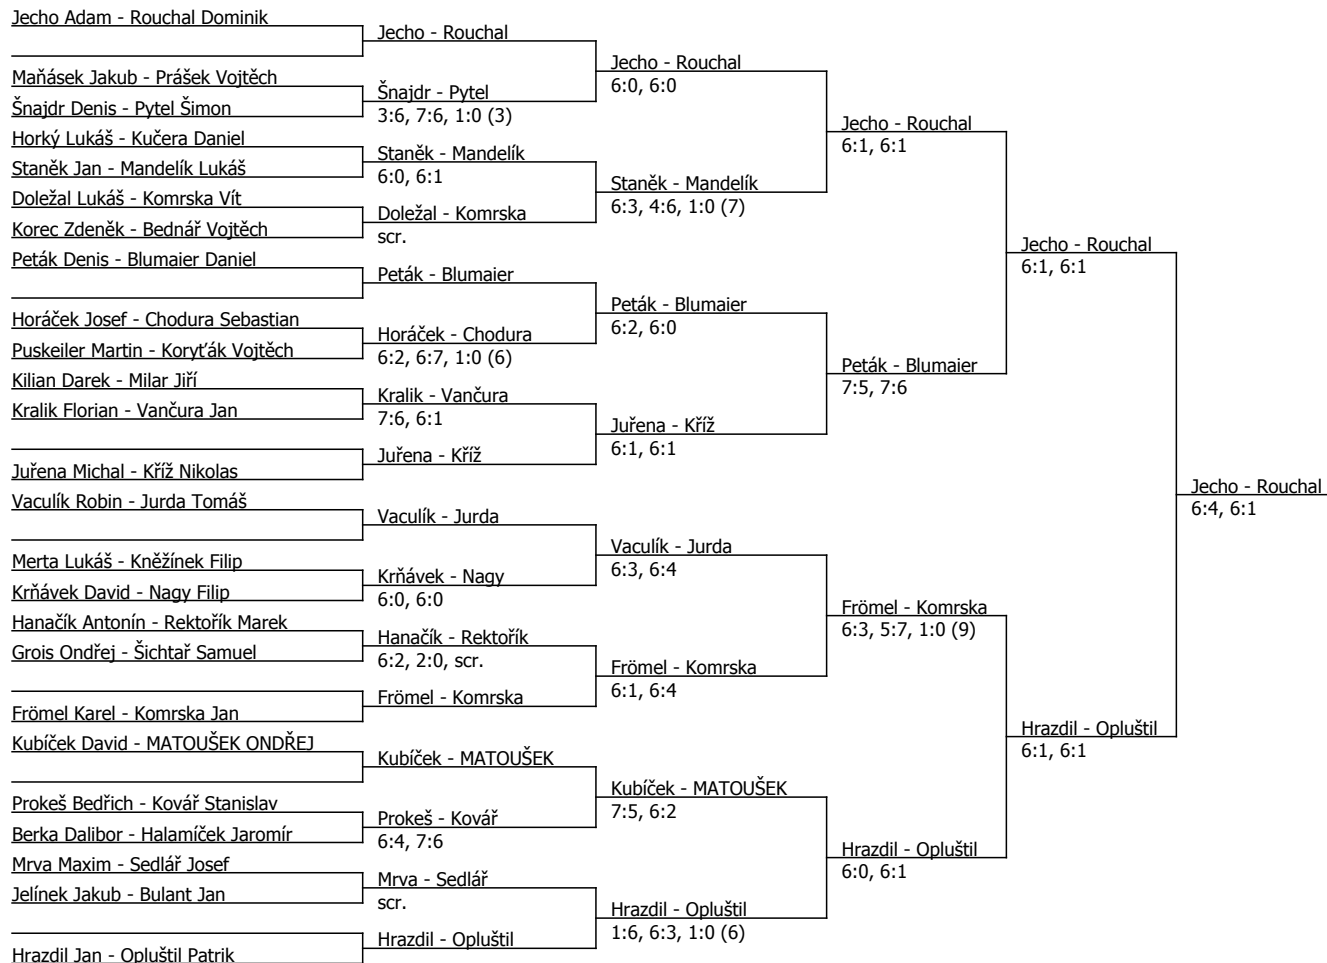 Jecho Adam - Rouchal Dominik
Jecho - Rouchal
Jecho - Rouchal
6:0, 6:0
Maňásek Jakub - Prášek Vojtěch
Šnajdr - Pytel
3:6, 7:6, 1:0 (3)
Šnajdr Denis - Pytel Šimon
Jecho - Rouchal
6:1, 6:1
Horký Lukáš - Kučera Daniel
Staněk - Mandelík
6:0, 6:1
Staněk Jan - Mandelík Lukáš
Staněk - Mandelík
6:3, 4:6, 1:0 (7)
Doležal Lukáš - Komrska Vít
Doležal - Komrska
scr.
Korec Zdeněk - Bednář Vojtěch
Jecho - Rouchal
6:1, 6:1
Peták Denis - Blumaier Daniel
Peták - Blumaier
Peták - Blumaier
6:2, 6:0
Horáček Josef - Chodura Sebastian
Horáček - Chodura
6:2, 6:7, 1:0 (6)
Puskeiler Martin - Koryťák Vojtěch
Peták - Blumaier
7:5, 7:6
Kilian Darek - Milar Jiří
Kralik - Vančura
7:6, 6:1
Kralik Florian - Vančura Jan
Juřena - Kříž
6:1, 6:1
Juřena - Kříž
Juřena Michal - Kříž Nikolas
Jecho - Rouchal
6:4, 6:1
Vaculík Robin - Jurda Tomáš
Vaculík - Jurda
Vaculík - Jurda
6:3, 6:4
Merta Lukáš - Kněžínek Filip
Krňávek - Nagy
6:0, 6:0
Krňávek David - Nagy Filip
Frömel - Komrska
6:3, 5:7, 1:0 (9)
Hanačík Antonín - Rektořík Marek
Hanačík - Rektořík
6:2, 2:0, scr.
Grois Ondřej - Šichtař Samuel
Frömel - Komrska
6:1, 6:4
Frömel - Komrska
Frömel Karel - Komrska Jan
Hrazdil - Opluštil
6:1, 6:1
Kubíček David - MATOUŠEK ONDŘEJ
Kubíček - MATOUŠEK
Kubíček - MATOUŠEK
7:5, 6:2
Prokeš Bedřich - Kovář Stanislav
Prokeš - Kovář
6:4, 7:6
Berka Dalibor - Halamíček Jaromír
Hrazdil - Opluštil
6:0, 6:1
Mrva Maxim - Sedlář Josef
Mrva - Sedlář
scr.
Jelínek Jakub - Bulant Jan
Hrazdil - Opluštil
1:6, 6:3, 1:0 (6)
Hrazdil - Opluštil
Hrazdil Jan - Opluštil Patrik